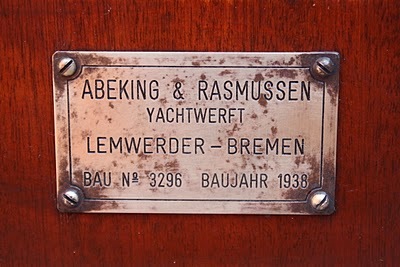 ABEKING & RASMUSSEN
YACHTWERFT
LEMWERDER – BREMEN
BAU Nº 3296 BAUJAHR 1938